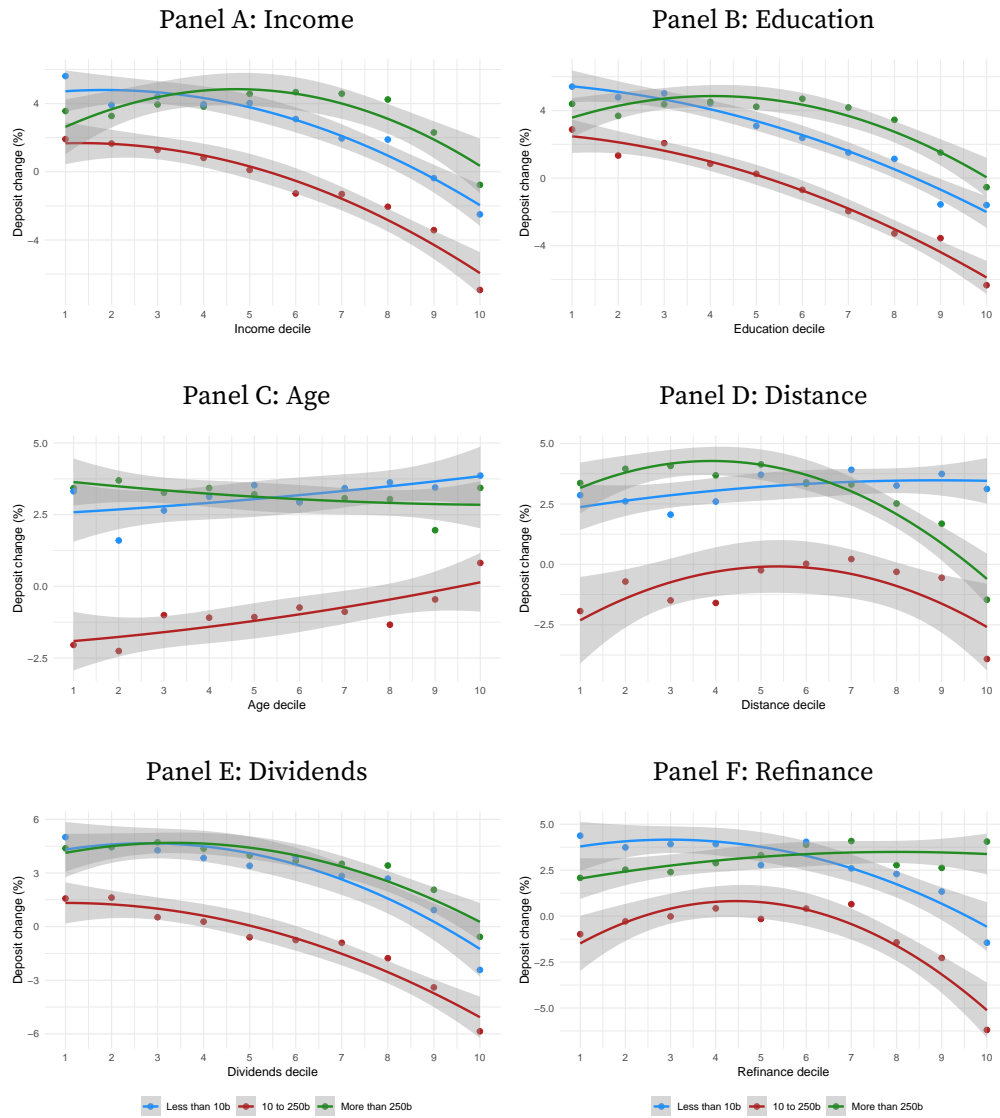 Panel A: Income
Panel B: Education
4
0
−4
Deposit change (%)
1 2 3 4 5 6 7 8 9 10
Income decile
4
0
−4
Deposit change (%)
1 2 3 4 5 6 7 8 9 10
Education decile
Panel C: Age
Panel D: Distance
5.0
2.5
0.0
−2.5
Deposit change (%)
1 2 3 4 5 6 7 8 9 10
Age decile
5.0
2.5
0.0
−2.5
Deposit change (%)
1 2 3 4 5 6 7 8 9 10
Distance decile
Panel E: Dividends
Panel F: Refinance
6
3
0
−3
−6
Deposit change (%)
1 2 3 4 5 6 7 8 9 10
Dividends decile
5.0
2.5
0.0
−2.5
−5.0
Deposit change (%)
1 2 3 4 5 6 7 8 9 10
Refinance decile
Less than 10b 10 to 250b More than 250b
Less than 10b 10 to 250b More than 250b